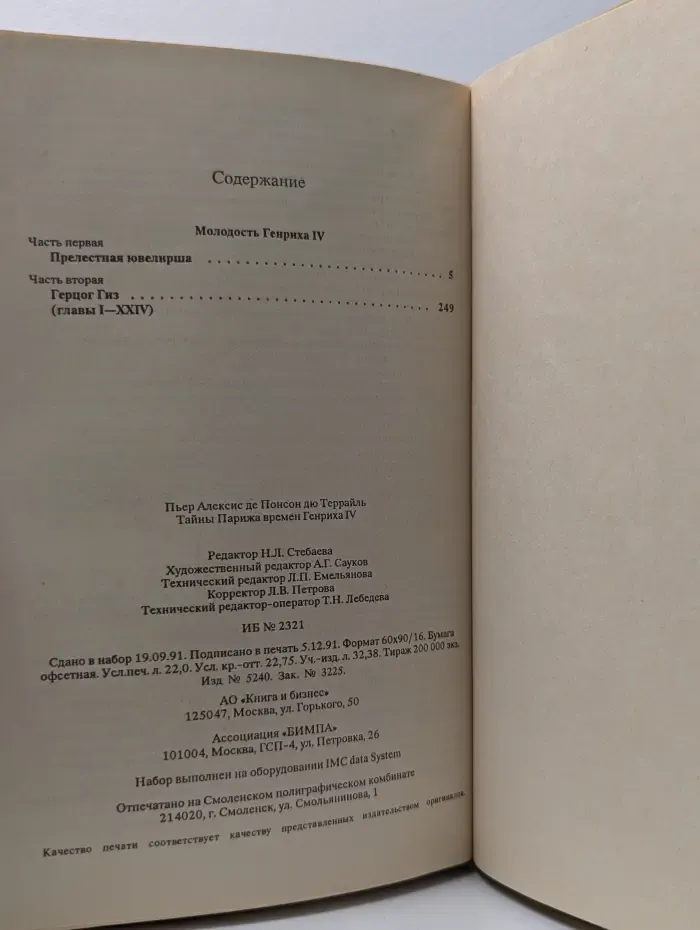 Содержание
Молодость Генриха IV
Часть первая
Прелестная ювелирша . . . . . . . . . . . . . . . . . . . . . . . . . . . . 5
Часть вторая
Герцог Гиз . . . . . . . . . . . . . . . . . . . . . . . . . . . . . . . . . . . 249
(главы I—XXIV)
Пьер Алексис де Понсон дю Террайль
Тайны Парижа времен Генриха IV
Редактор Н.Л. Стебаева
Художественный редактор А.Г. Сауков
Технический редактор Л.П. Емельянова
Корректор Л.В. Петрова
Технический редактор-оператор Т.Н. Лебедева
ИБ № 2321
Сдано в набор 19.09.91. Подписано в печать 5.12.91. Формат 60х90/16. Бумага
офсетная. Усл.печ. л. 22,0. Усл. кр.-отт. 22,75. Уч.-изд. л. 32,38. Тираж 200 000 экз.
Изд. № 5240. Зак. № 3225.
АО «Книга и бизнес»
125047, Москва, ул. Горького, 50
Ассоциация «БИМПА»
101004, Москва, ГСП-4, ул. Петровка, 26
Набор выполнен на оборудовании IMC data System
Отпечатано на Смоленском полиграфическом комбинате
214020, г. Смоленск, ул. Смольянинова, 1
Качество печати соответствует качеству представленных издательством оригиналов.